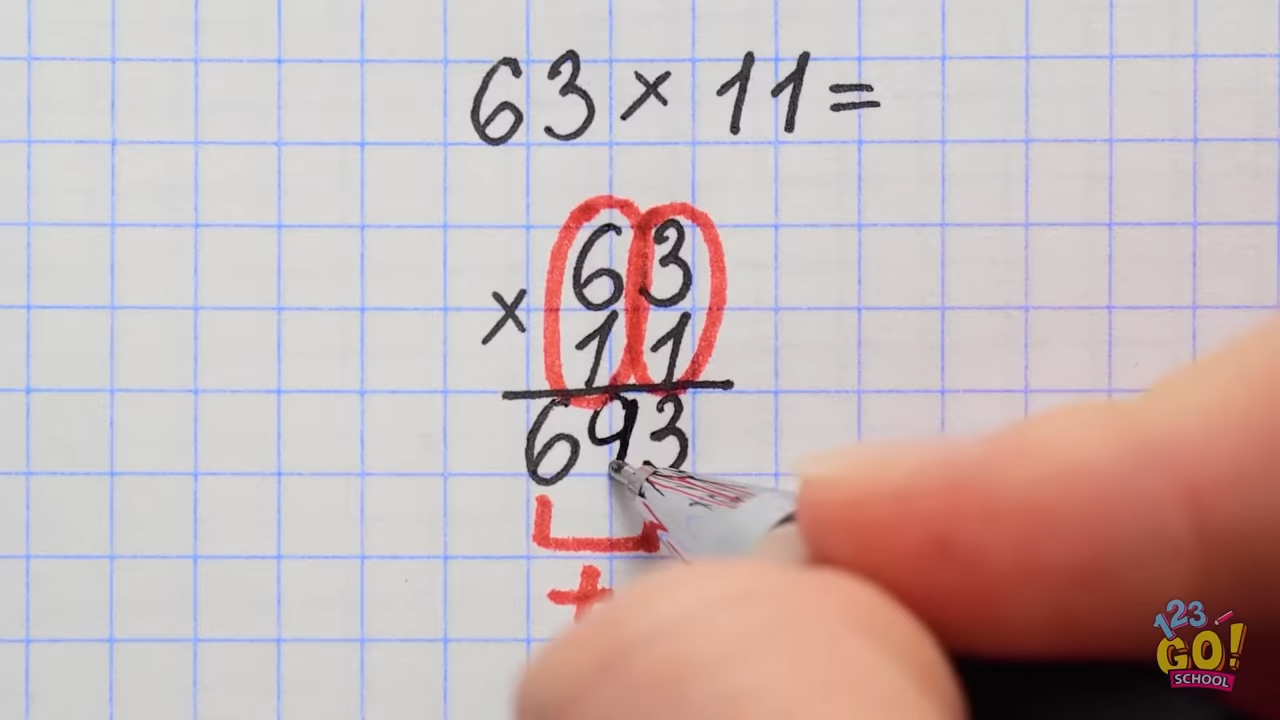 63 × 11 =
63
× 11
693
+
123 GO!
SCHOOL